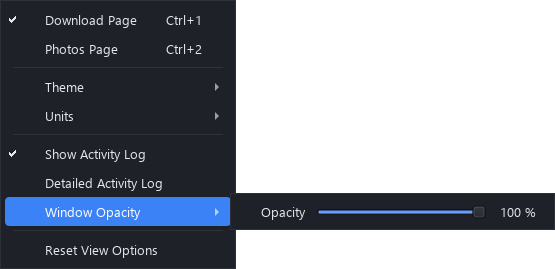 Download Page Ctrl+1
Photos Page Ctrl+2
Theme
Units
Show Activity Log
Detailed Activity Log
Window Opacity
Opacity 100 %
Reset View Options